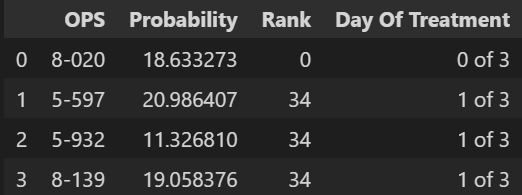 OPS Probability Rank Day Of Treatment
0 8-020 18.633273 0 0 of 3
1 5-597 20.986407 34 1 of 3
2 5-932 11.326810 34 1 of 3
3 8-139 19.058376 34 1 of 3